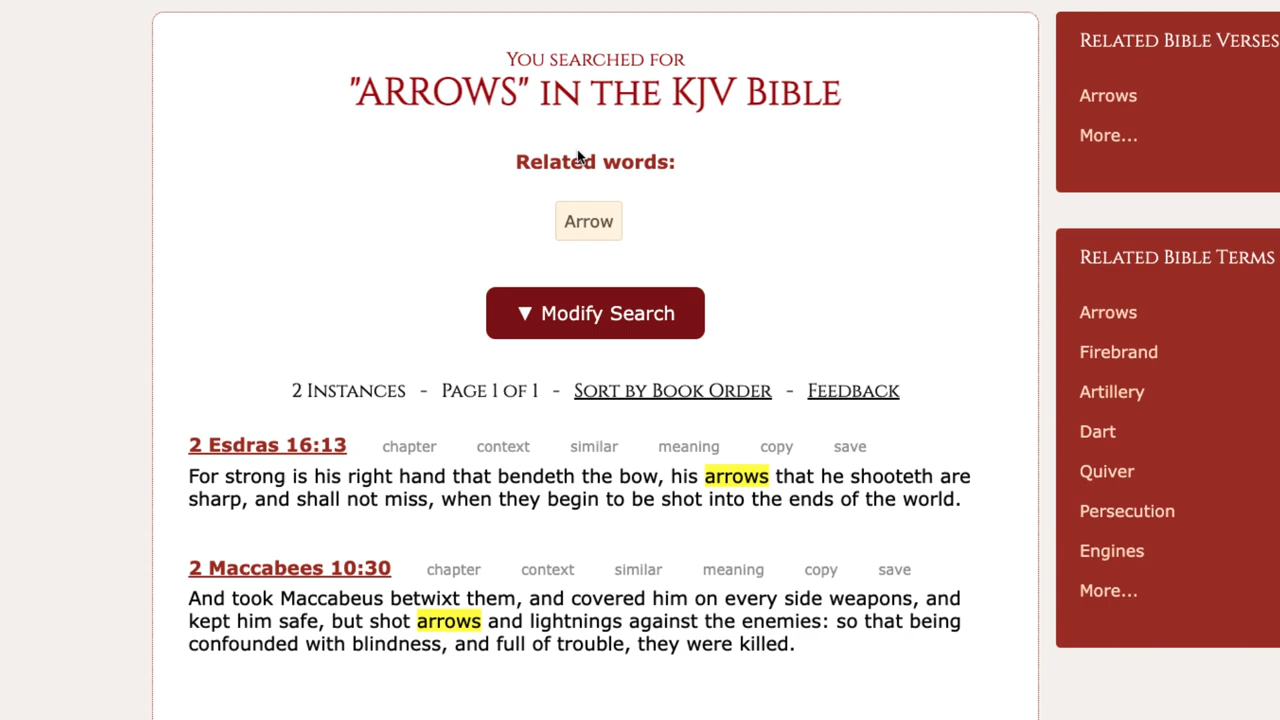 YOU SEARCHED FOR
"ARROWS" IN THE KJV BIBLE
Related words:
Arrow
▼ Modify Search
2 INSTANCES - PAGE 1 OF 1 - SORT BY BOOK ORDER - FEEDBACK
2 Esdras 16:13 chapter context similar meaning copy save
For strong is his right hand that bendeth the bow, his arrows that he shooteth are
sharp, and shall not miss, when they begin to be shot into the ends of the world.
2 Maccabees 10:30 chapter context similar meaning copy save
And took Maccabeus betwixt them, and covered him on every side weapons, and
kept him safe, but shot arrows and lightnings against the enemies: so that being
confounded with blindness, and full of trouble, they were killed.
RELATED BIBLE VERSES
Arrows
More...
RELATED BIBLE TERMS
Arrows
Firebrand
Artillery
Dart
Quiver
Persecution
Engines
More...